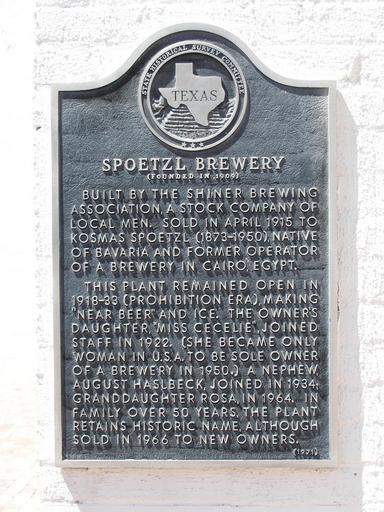 STATE HISTORICAL SURVEY COMMITTEE
TEXAS
SPOETZL BREWERY
(FOUNDED IN 1909)
BUILT BY THE SHINER BREWING
ASSOCIATION, A STOCK COMPANY OF
LOCAL MEN. SOLD IN APRIL 1915 TO
KOSMAS SPOETZL (1873-1950), NATIVE
OF BAVARIA AND FORMER OPERATOR
OF A BREWERY IN CAIRO, EGYPT.
THIS PLANT REMAINED OPEN IN
1918-33 (PROHIBITION ERA), MAKING
"NEAR BEER" AND ICE. THE OWNER'S
DAUGHTER, "MISS CECELIE", JOINED
STAFF IN 1922. (SHE BECAME ONLY
WOMAN IN U.S.A. TO BE SOLE OWNER
OF A BREWERY IN 1950.) A NEPHEW,
AUGUST HASLBECK, JOINED IN 1934;
GRANDDAUGHTER ROSA, IN 1964. IN
FAMILY OVER 50 YEARS, THE PLANT
RETAINS HISTORIC NAME, ALTHOUGH
SOLD IN 1966 TO NEW OWNERS.
(1971)